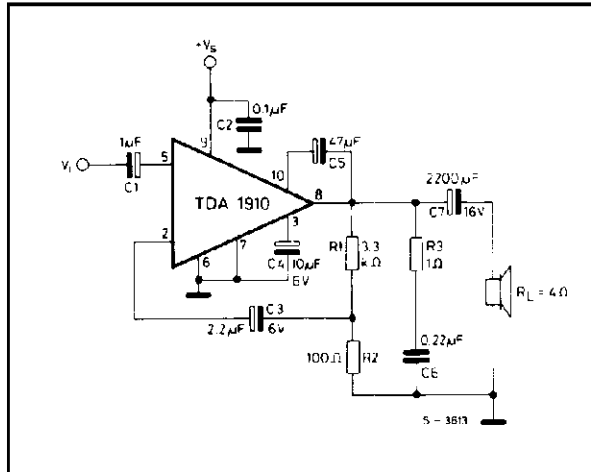 +Vs
0.1µF
C2
9
1µF
47µF
C5
Vi
5
C1
10
8
2200µF
C7
16V
TDA 1910
3
2
7
6
C4
10µF
6V
R1
3.3
kΩ
R3
1Ω
RL = 4Ω
C3
2.2µF
6V
100Ω
R2
0.22µF
C6
S-3613